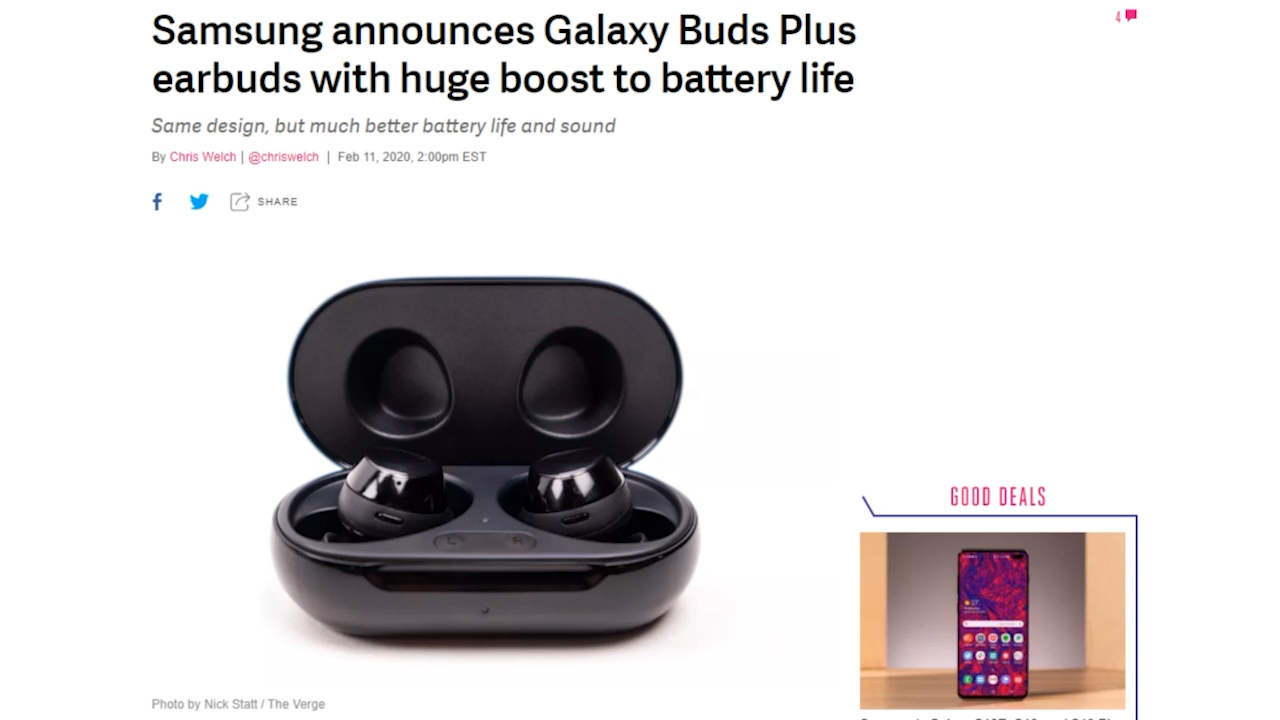 Samsung announces Galaxy Buds Plus
earbuds with huge boost to battery life
4
Same design, but much better battery life and sound
By Chris Welch | @chriswelch | Feb 11, 2020, 2:00pm EST
SHARE
L R
GOOD DEALS
Photo by Nick Statt / The Verge